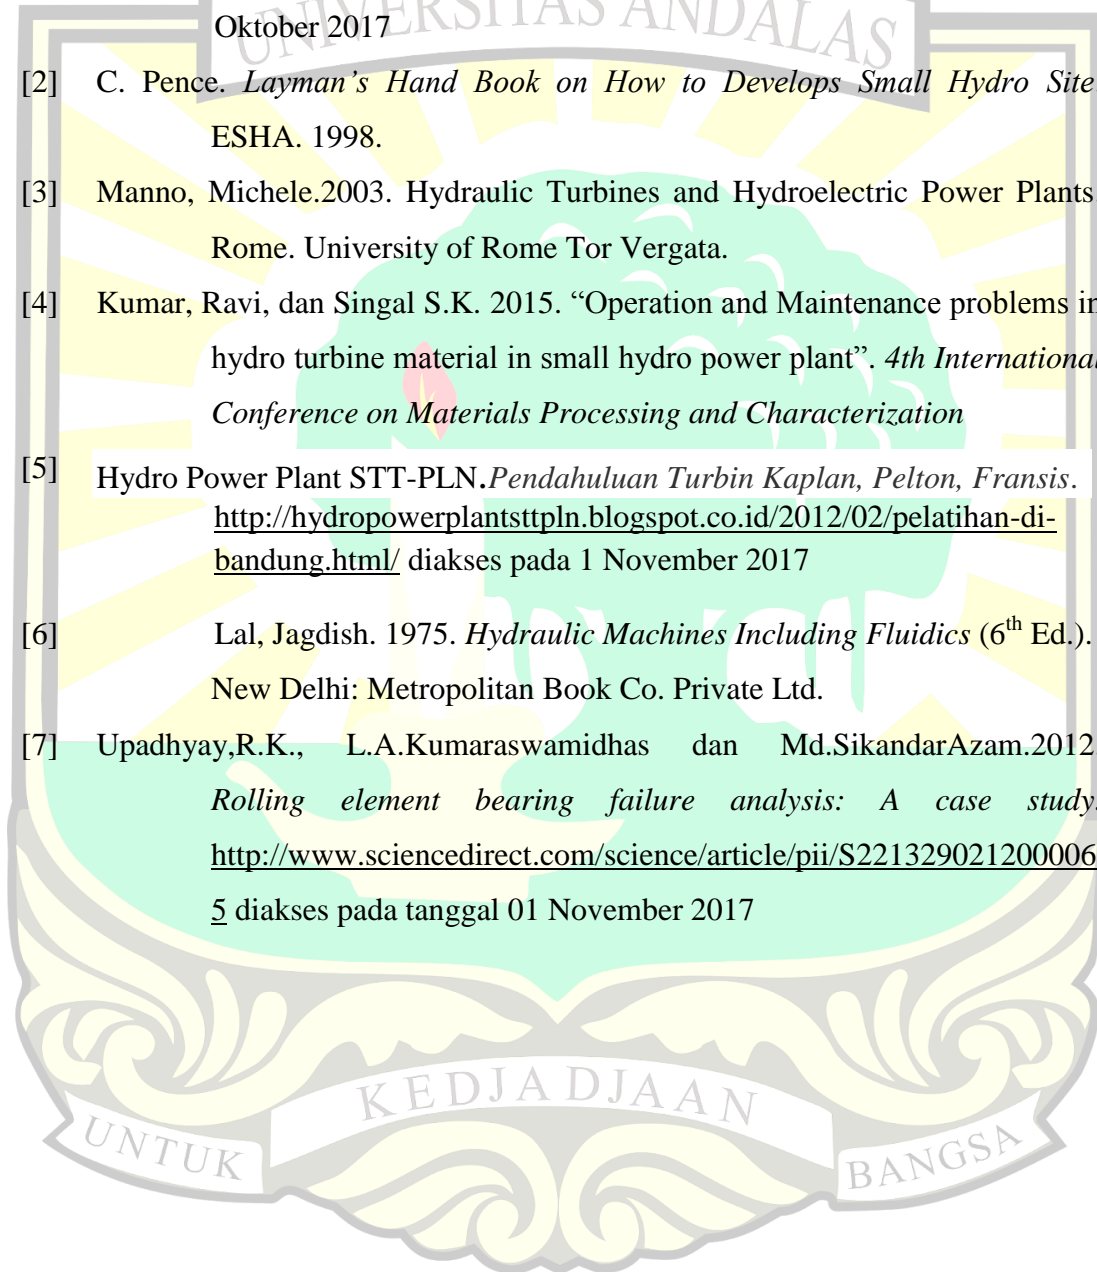 UNIVERSITAS ANDALAS
Oktober 2017
[2] C. Pence. Layman's Hand Book on How to Develops Small Hydro Site.
ESHA. 1998.
[3] Manno, Michele.2003. Hydraulic Turbines and Hydroelectric Power Plants.
Rome. University of Rome Tor Vergata.
[4] Kumar, Ravi, dan Singal S.K. 2015. “Operation and Maintenance problems in
hydro turbine material in small hydro power plant”. 4th International
Conference on Materials Processing and Characterization
[5] Hydro Power Plant STT-PLN.Pendahuluan Turbin Kaplan, Pelton, Fransis.
http://hydropowerplantsttpln.blogspot.co.id/2012/02/pelatihan-di-
bandung.html/ diakses pada 1 November 2017
[6] Lal, Jagdish. 1975. Hydraulic Machines Including Fluidics (6th Ed.).
New Delhi: Metropolitan Book Co. Private Ltd.
[7] Upadhyay,R.K., L.A.Kumaraswamidhas dan Md.SikandarAzam.2012
Rolling element bearing failure analysis: A case study.
http://www.sciencedirect.com/science/article/pii/S221329021200006
5 diakses pada tanggal 01 November 2017
UNTUK KEDJADJAAN BANGSA